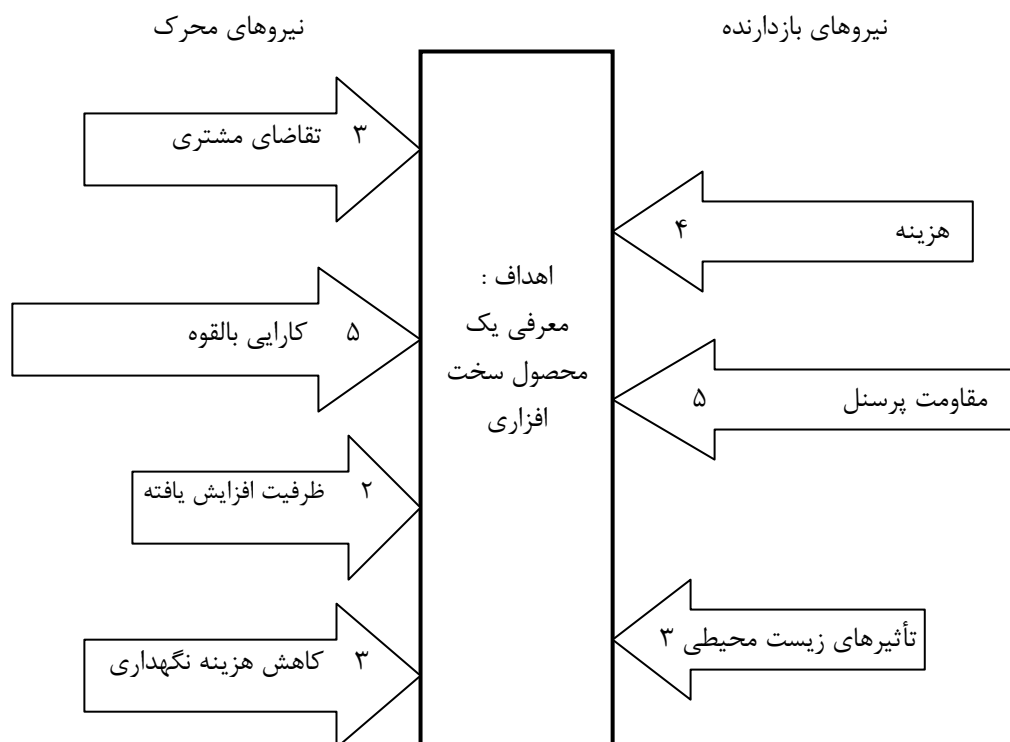 نیروهای بازدارنده
نیروهای محرک
تقاضای مشتری ۳
هزینه ۴
اهداف :
معرفی یک
محصول سخت
افزاری
کارایی بالقوه ۵
مقاومت پرسنل ۵
ظرفیت افزایش یافته ۲
تأثیرهای زیست محیطی ۳
کاهش هزینه نگهداری ۳